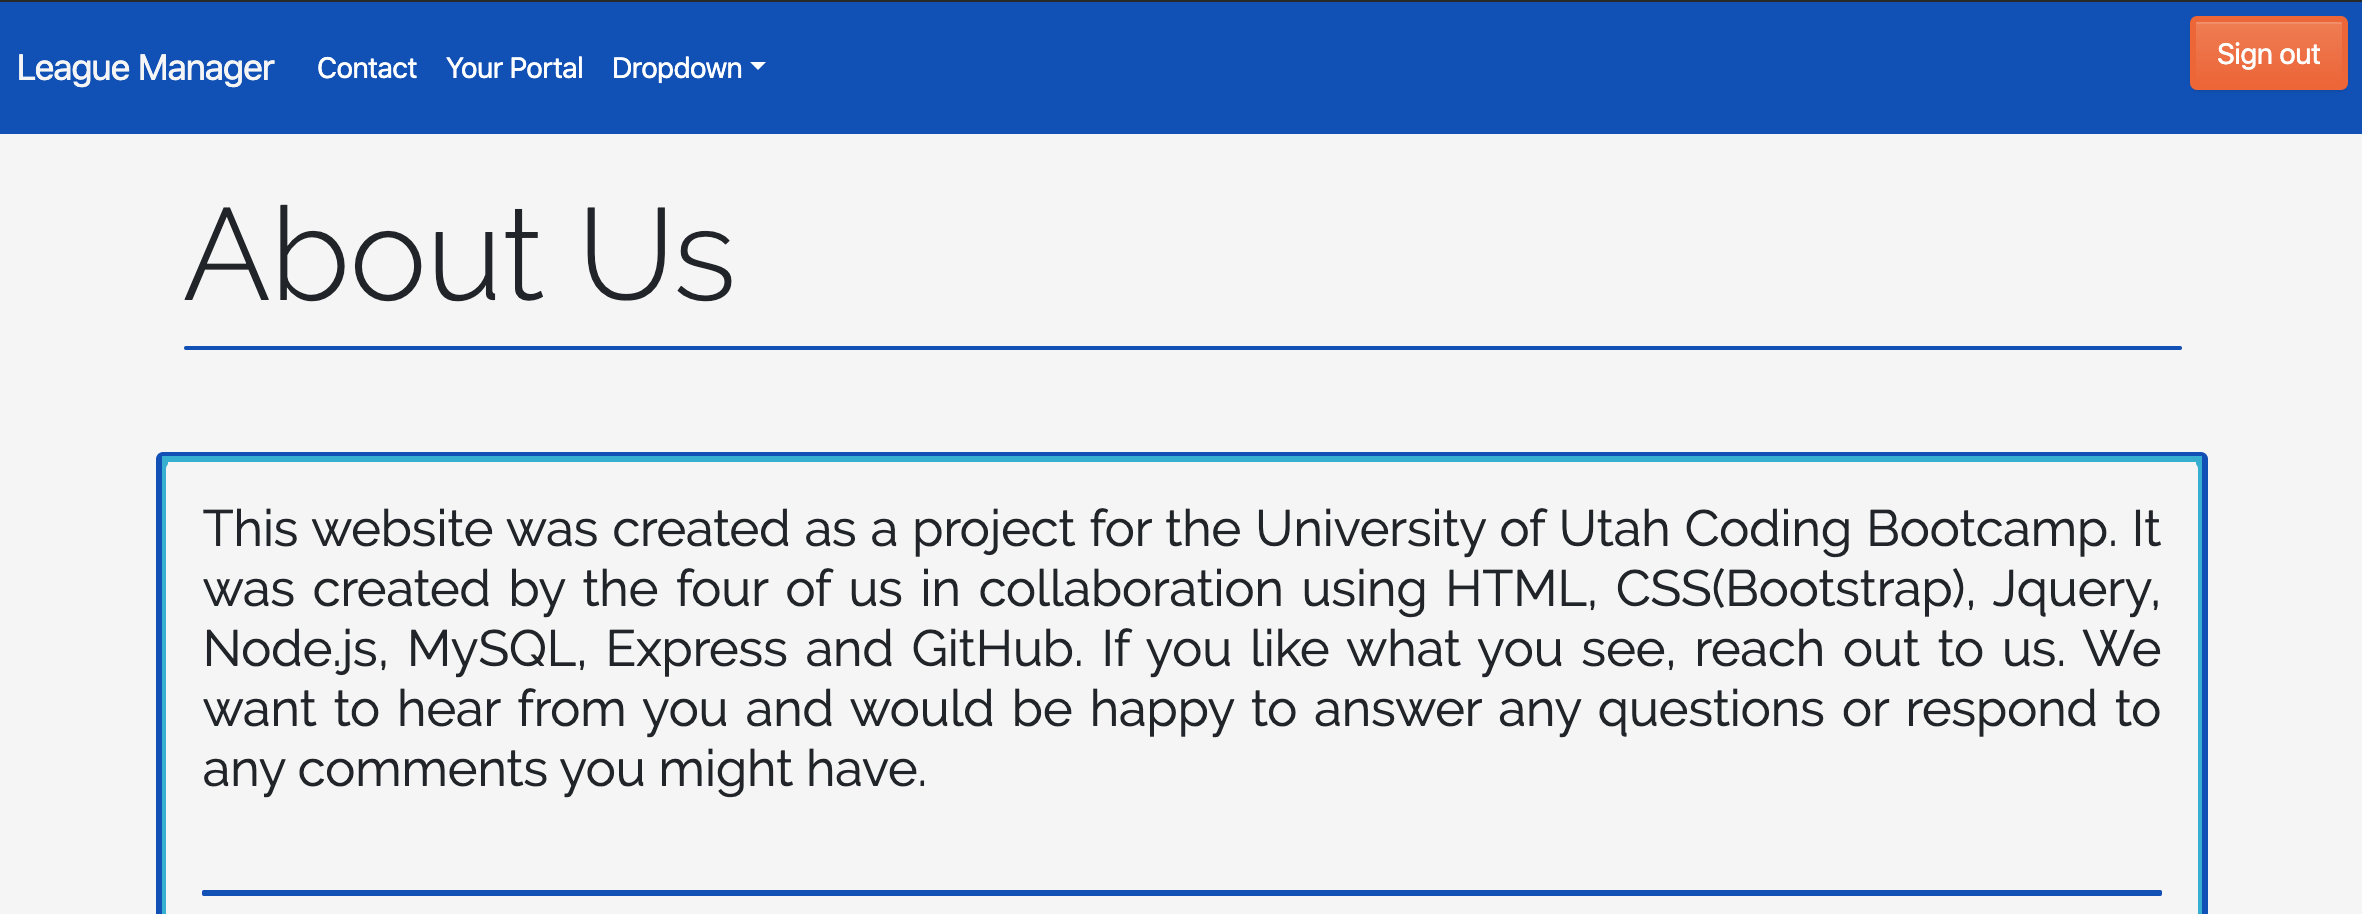 League Manager Contact Your Portal Dropdown Sign out
About Us
This website was created as a project for the University of Utah Coding Bootcamp. It
was created by the four of us in collaboration using HTML, CSS(Bootstrap), Jquery,
Node.js, MySQL, Express and GitHub. If you like what you see, reach out to us. We
want to hear from you and would be happy to answer any questions or respond to
any comments you might have.